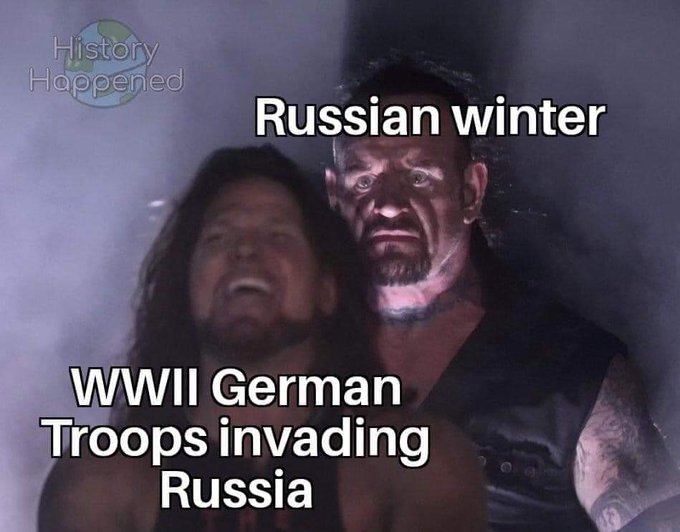 History
Happened
Russian winter
WWII German
Troops invading
Russia